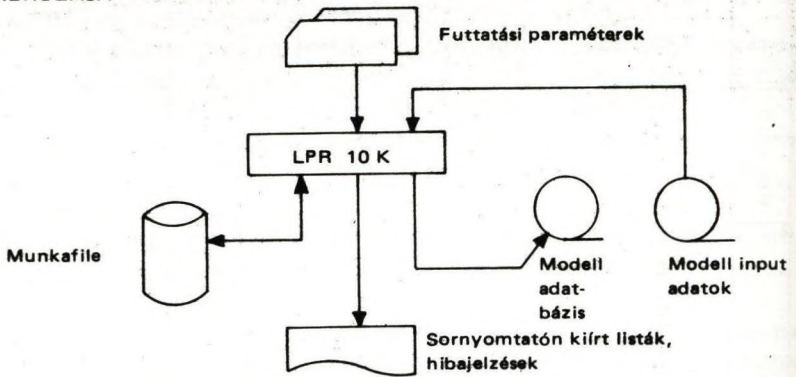 Futtatási paraméterek
LPR 10 K
Munkafile
Modell
adat-
bázis
Modell input
adatok
Sornyomtatón kiírt listák,
hibajelzések